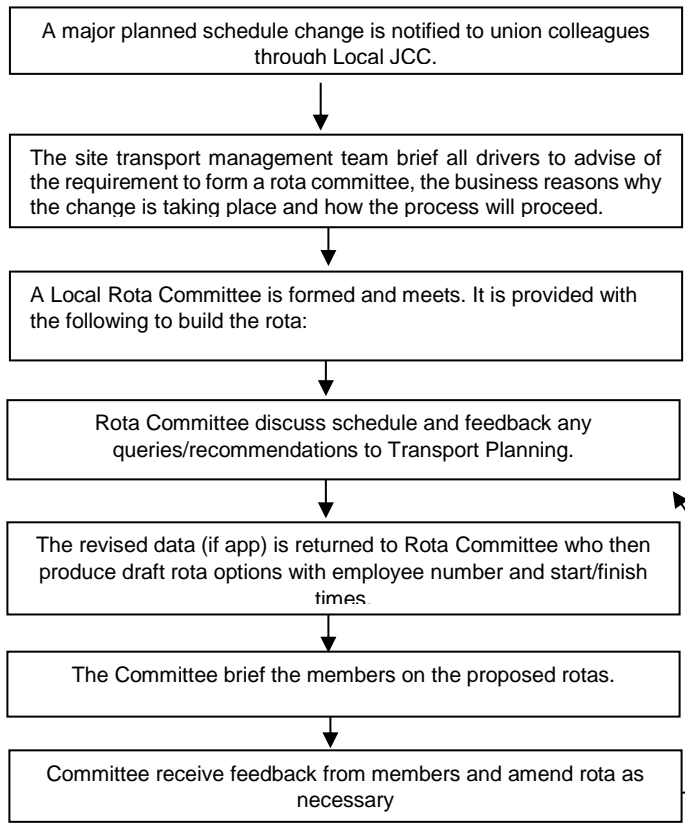 A major planned schedule change is notified to union colleagues
through Local JCC.
The site transport management team brief all drivers to advise of
the requirement to form a rota committee, the business reasons why
the change is taking place and how the process will proceed.
A Local Rota Committee is formed and meets. It is provided with
the following to build the rota:
Rota Committee discuss schedule and feedback any
queries/recommendations to Transport Planning.
The revised data (if app) is returned to Rota Committee who then
produce draft rota options with employee number and start/finish
times.
The Committee brief the members on the proposed rotas.
Committee receive feedback from members and amend rota as
necessary